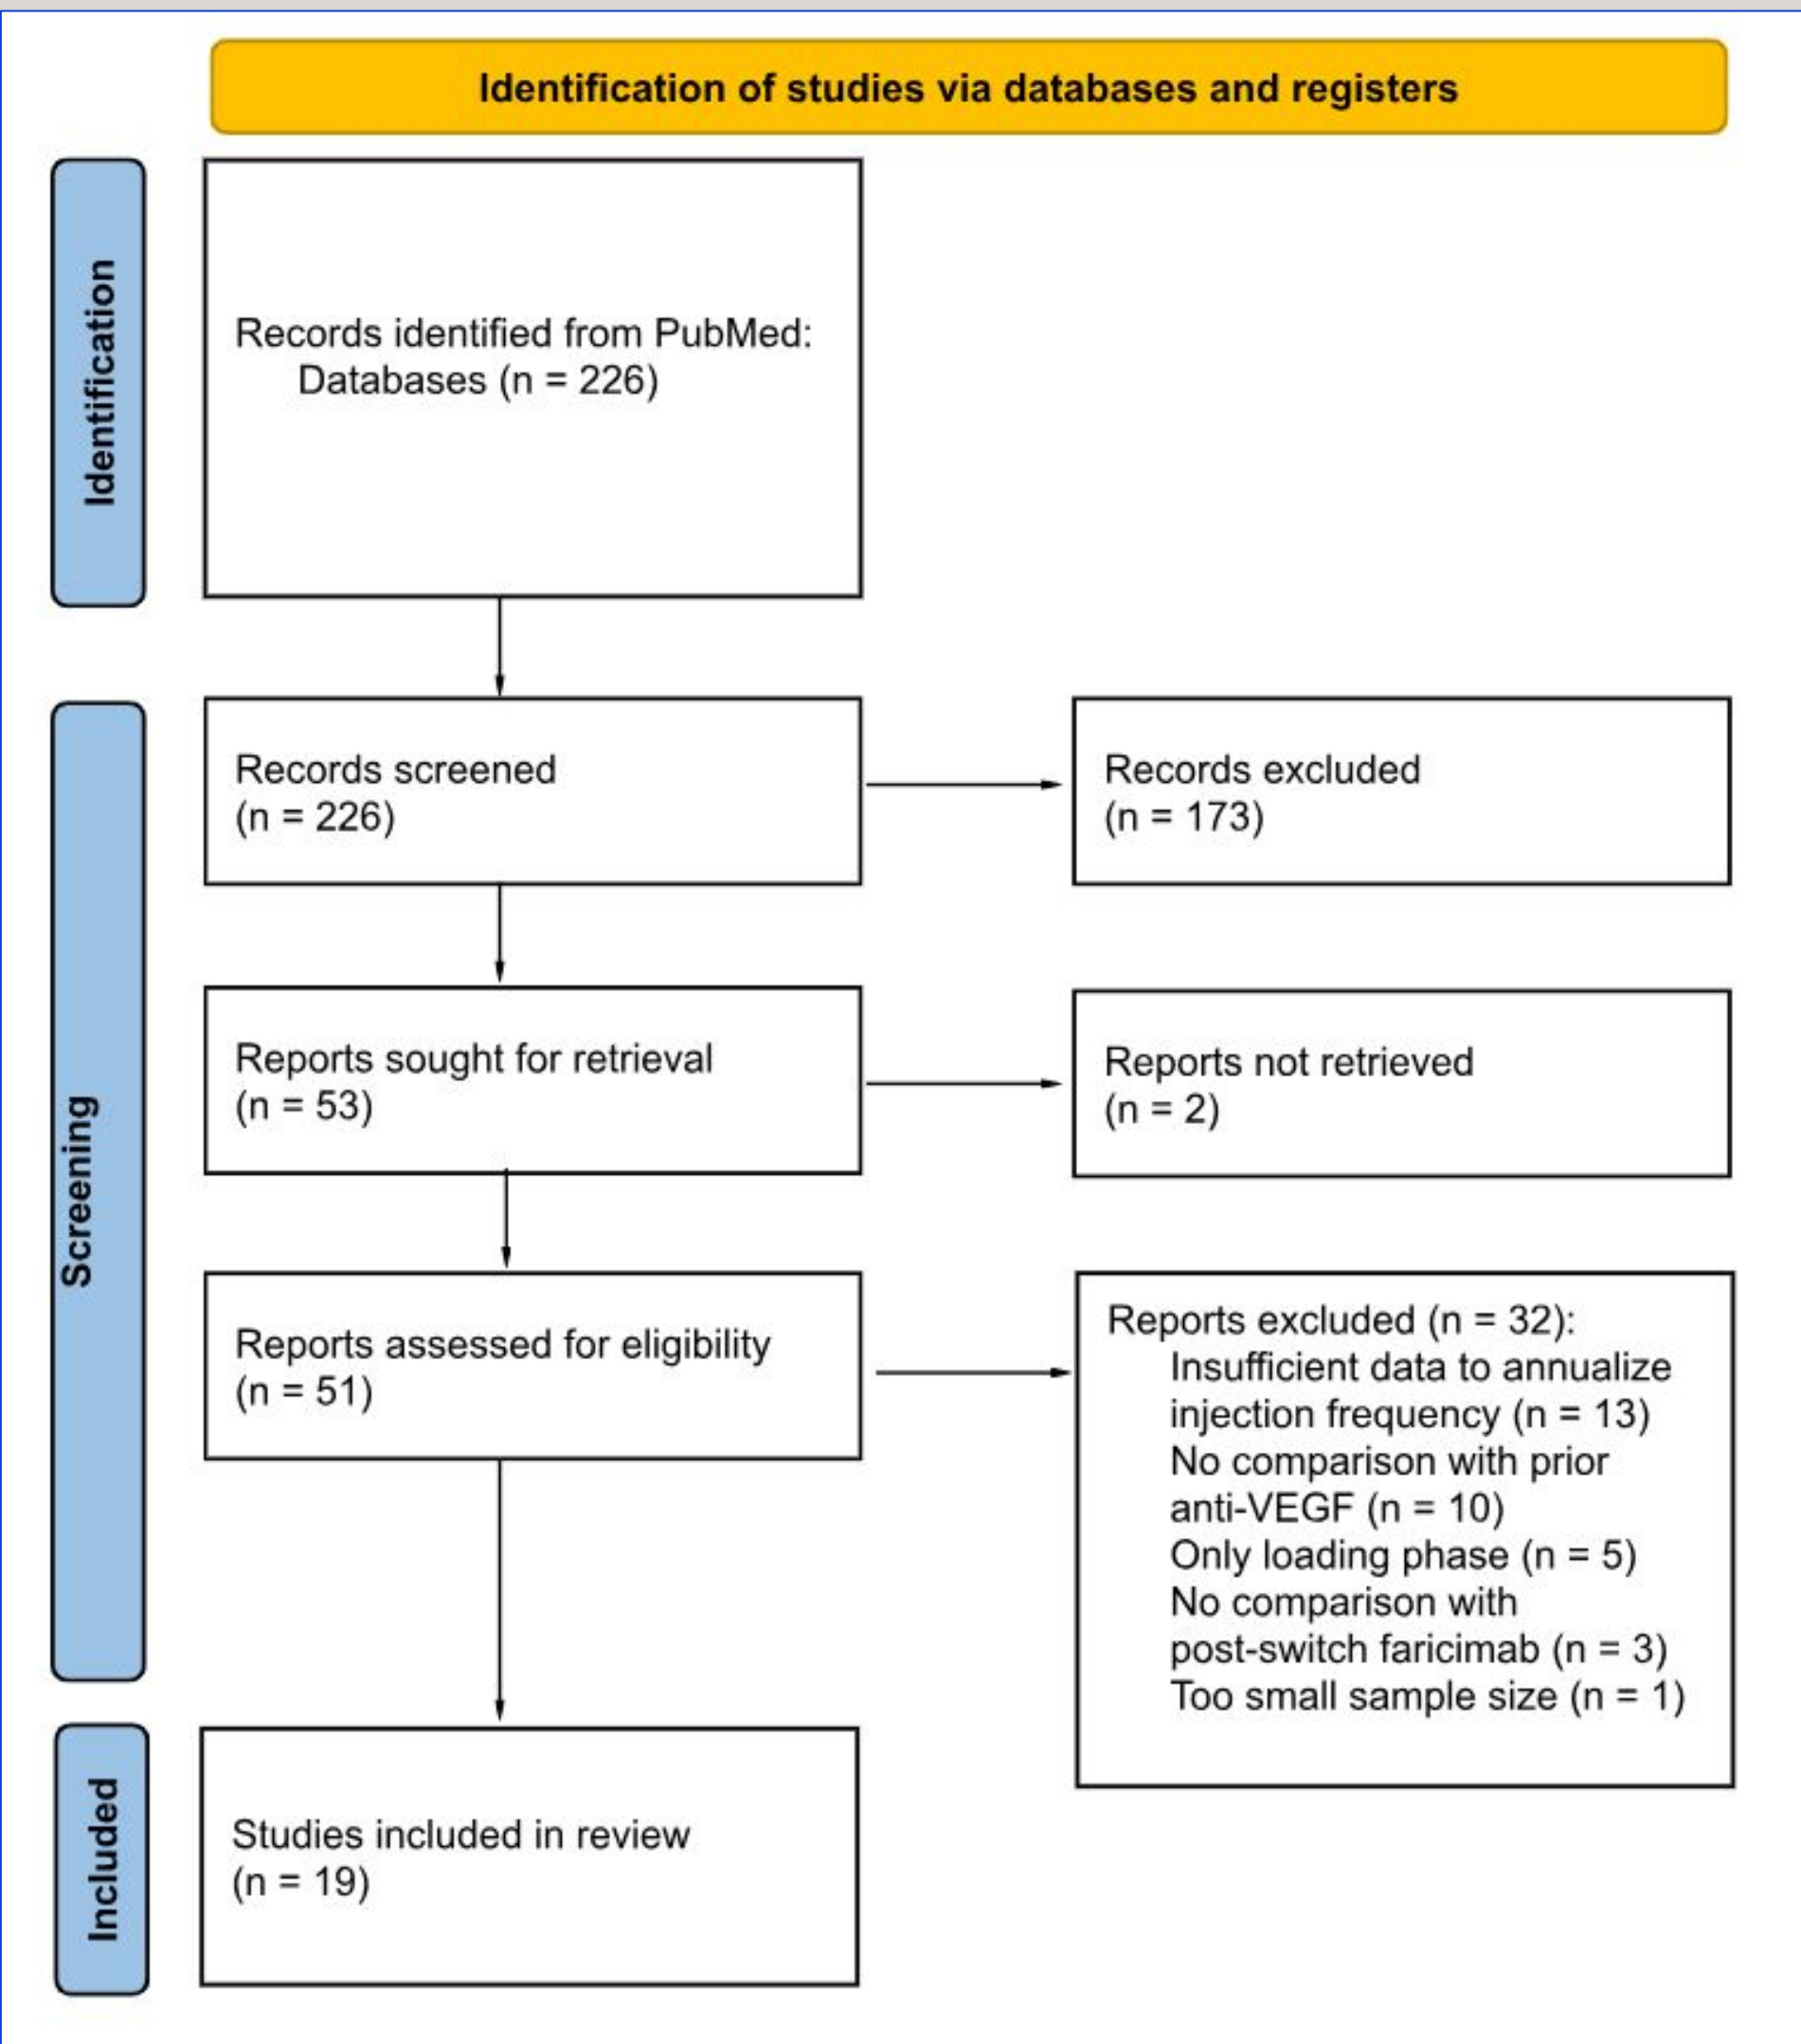 Identification of studies via databases and registers
Identification
Records identified from PubMed:
Databases (n = 226)
Screening
Records screened
(n = 226)
Records excluded
(n = 173)
Reports sought for retrieval
(n = 53)
Reports not retrieved
(n = 2)
Reports assessed for eligibility
(n = 51)
Reports excluded (n = 32):
Insufficient data to annualize
injection frequency (n = 13)
No comparison with prior
anti-VEGF (n = 10)
Only loading phase (n = 5)
No comparison with
post-switch faricimab (n = 3)
Too small sample size (n = 1)
Included
Studies included in review
(n = 19)